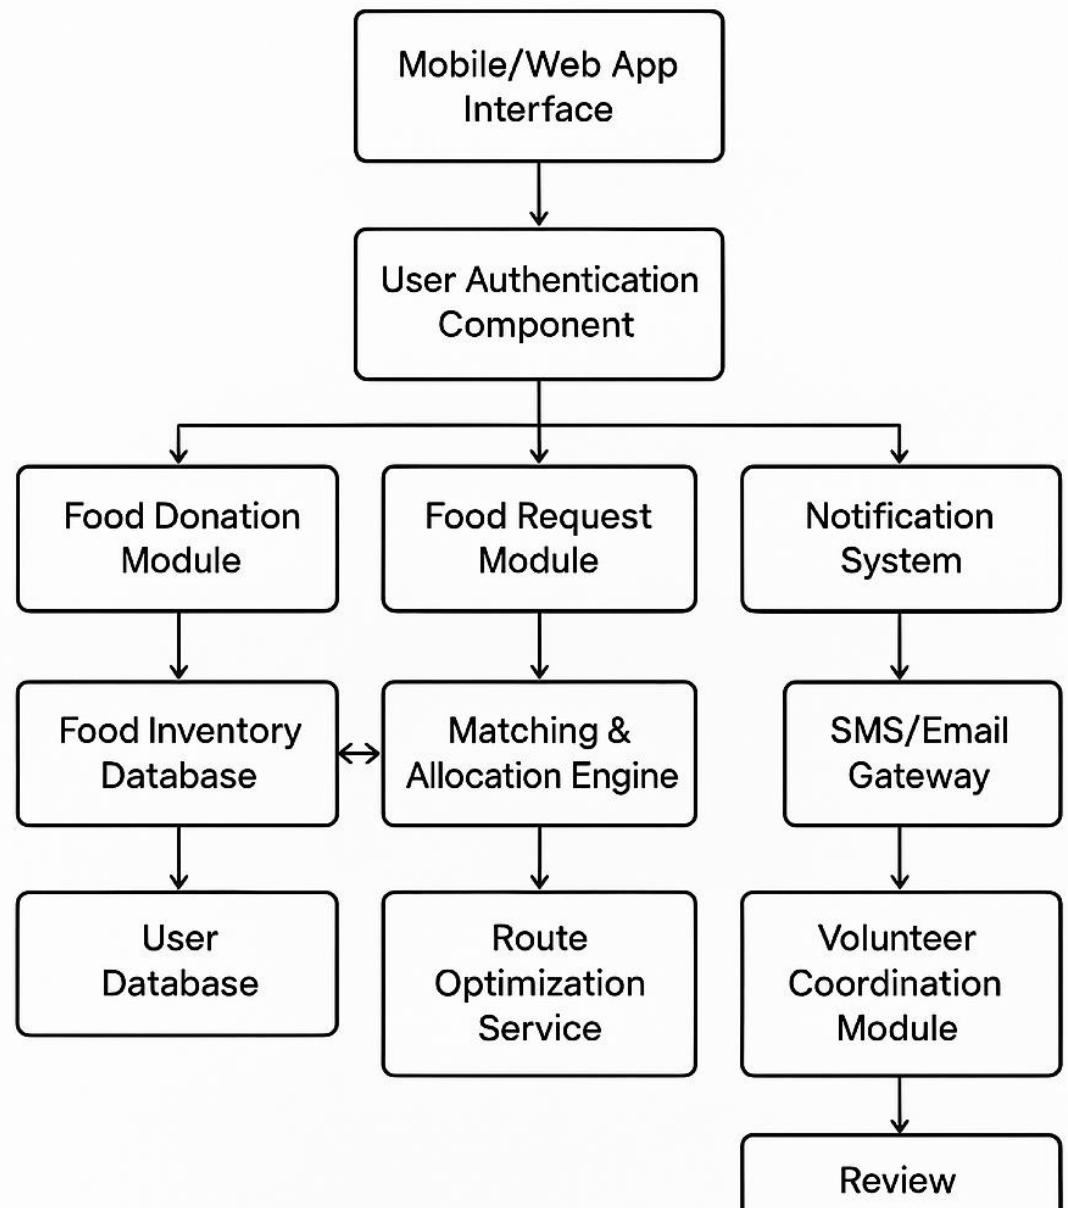 Mobile/Web App
Interface
User Authentication
Component
Food Donation
Module
Food Request
Module
Notification
System
Food Inventory
Database
Matching &
Allocation Engine
SMS/Email
Gateway
User
Database
Route
Optimization
Service
Volunteer
Coordination
Module
Review